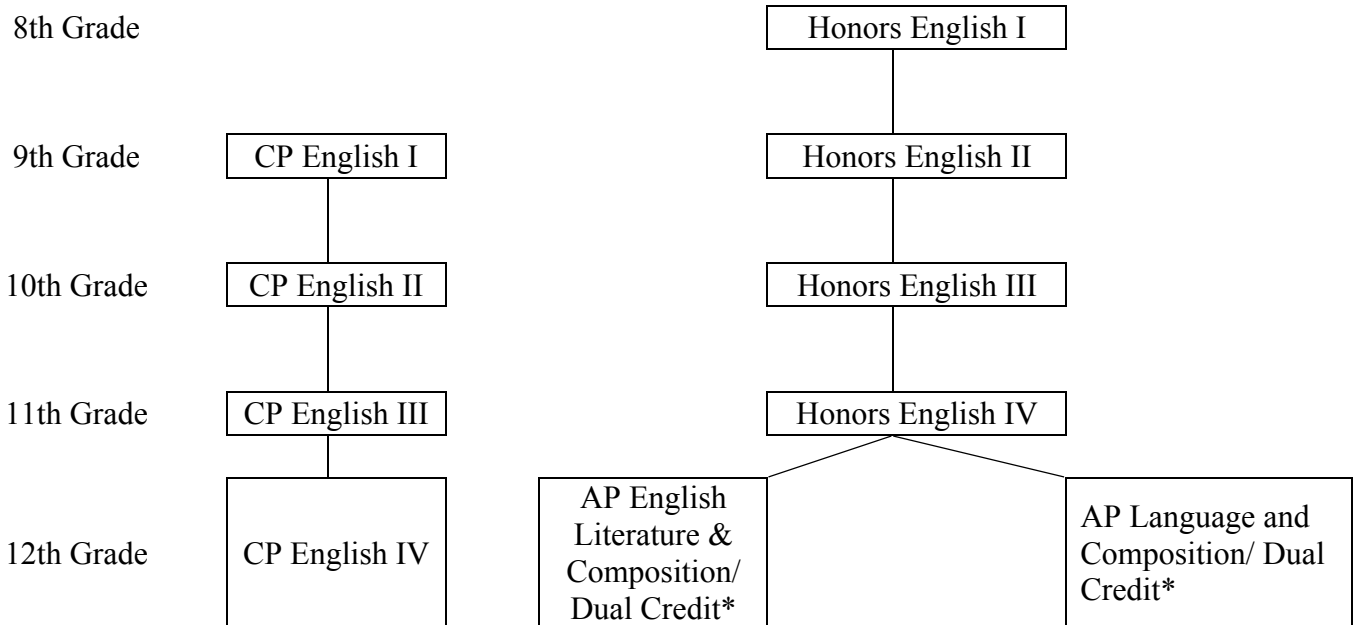 8th Grade
Honors English I
9th Grade
CP English I
Honors English II
10th Grade
CP English II
Honors English III
11th Grade
CP English III
Honors English IV
12th Grade
CP English IV
AP English
Literature &
Composition/
Dual Credit*
AP Language and
Composition/ Dual
Credit*